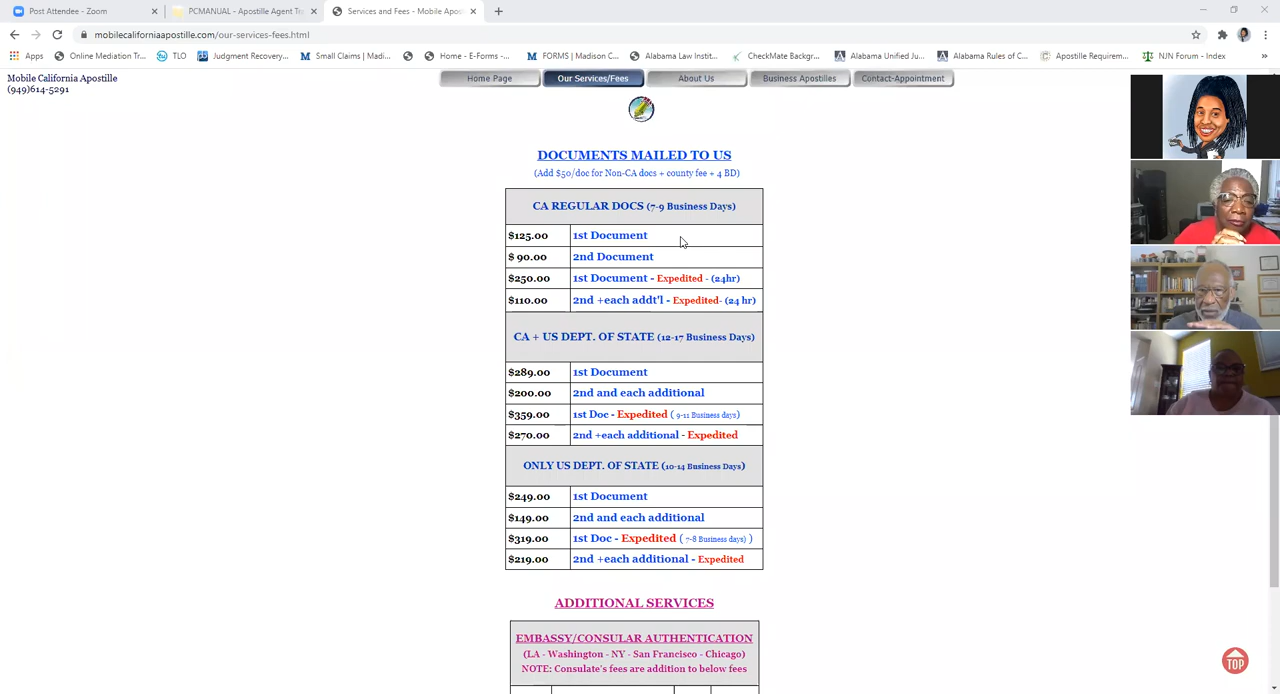 Post Attendee - Zoom
PCMANUAL - Apostille Agent Tra
Services and Fees - Mobile Apos
mobilecaliforniaapostille.com/our-services-fees.html
Apps
Online Mediation Tr...
TLO
Judgment Recovery...
Small Claims | Madi...
Home - E-Forms -...
FORMS | Madison C...
Alabama Law Instit...
CheckMate Backgr...
Alabama Unified Ju...
Alabama Rules of C...
Apostille Requirem...
NJN Forum - Index
»
Mobile California Apostille
(949)614-5291
Home Page
Our Services/Fees
About Us
Business Apostilles
Contact-Appointment
DOCUMENTS MAILED TO US
(Add $50/doc for Non-CA docs + county fee + 4 BD)
CA REGULAR DOCS (7-9 Business Days)
$125.00 1st Document
$ 90.00 2nd Document
$250.00 1st Document - Expedited - (24hr)
$110.00 2nd +each addt'l - Expedited- (24 hr)
CA + US DEPT. OF STATE (12-17 Business Days)
$289.00 1st Document
$200.00 2nd and each additional
$359.00 1st Doc - Expedited ( 9-11 Business days)
$270.00 2nd +each additional - Expedited
ONLY US DEPT. OF STATE (10-14 Business Days)
$249.00 1st Document
$149.00 2nd and each additional
$319.00 1st Doc - Expedited ( 7-8 Business days) )
$219.00 2nd +each additional - Expedited
ADDITIONAL SERVICES
EMBASSY/CONSULAR AUTHENTICATION
(LA - Washington - NY - San Francisco - Chicago)
NOTE: Consulate's fees are addition to below fees
TOP